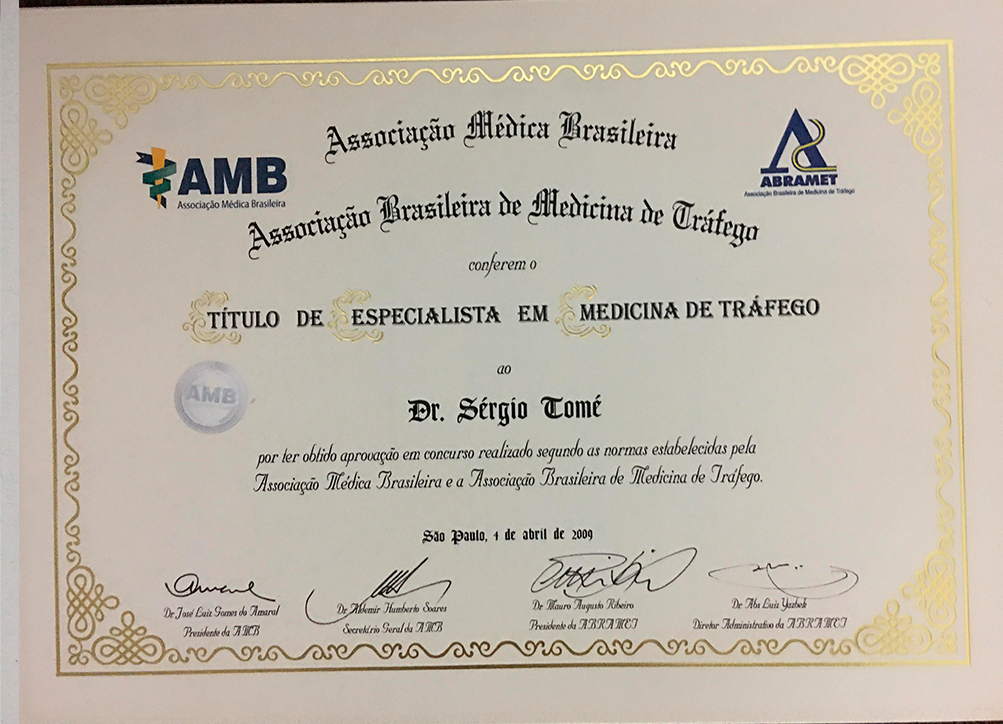 Associação Médica Brasileira
AMB
Associação Médica Brasileira
ABRAMET
Associação Brasileira de Medicina de Tráfego
Associação Brasileira de Medicina de Tráfego
conferem o
TÍTULO DE ESPECIALISTA EM MEDICINA DE TRÁFEGO
ao
AMB
Dr. Sérgio Tomé
por ter obtido aprovação em concurso realizado segundo as normas estabelecidas pela
Associação Médica Brasileira e a Associação Brasileira de Medicina de Tráfego.
São Paulo, 4 de abril de 2009
Dr José Luiz Gomes do Amaral
Presidente da AMB
Dr. Aldemir Humberto Soares
Secretário Geral da AMB
Dr Mauro Augusto Ribeiro
Presidente da ABRAMET
Dr Aly Luiz Yazbek
Diretor Administrativo da ABRAMET